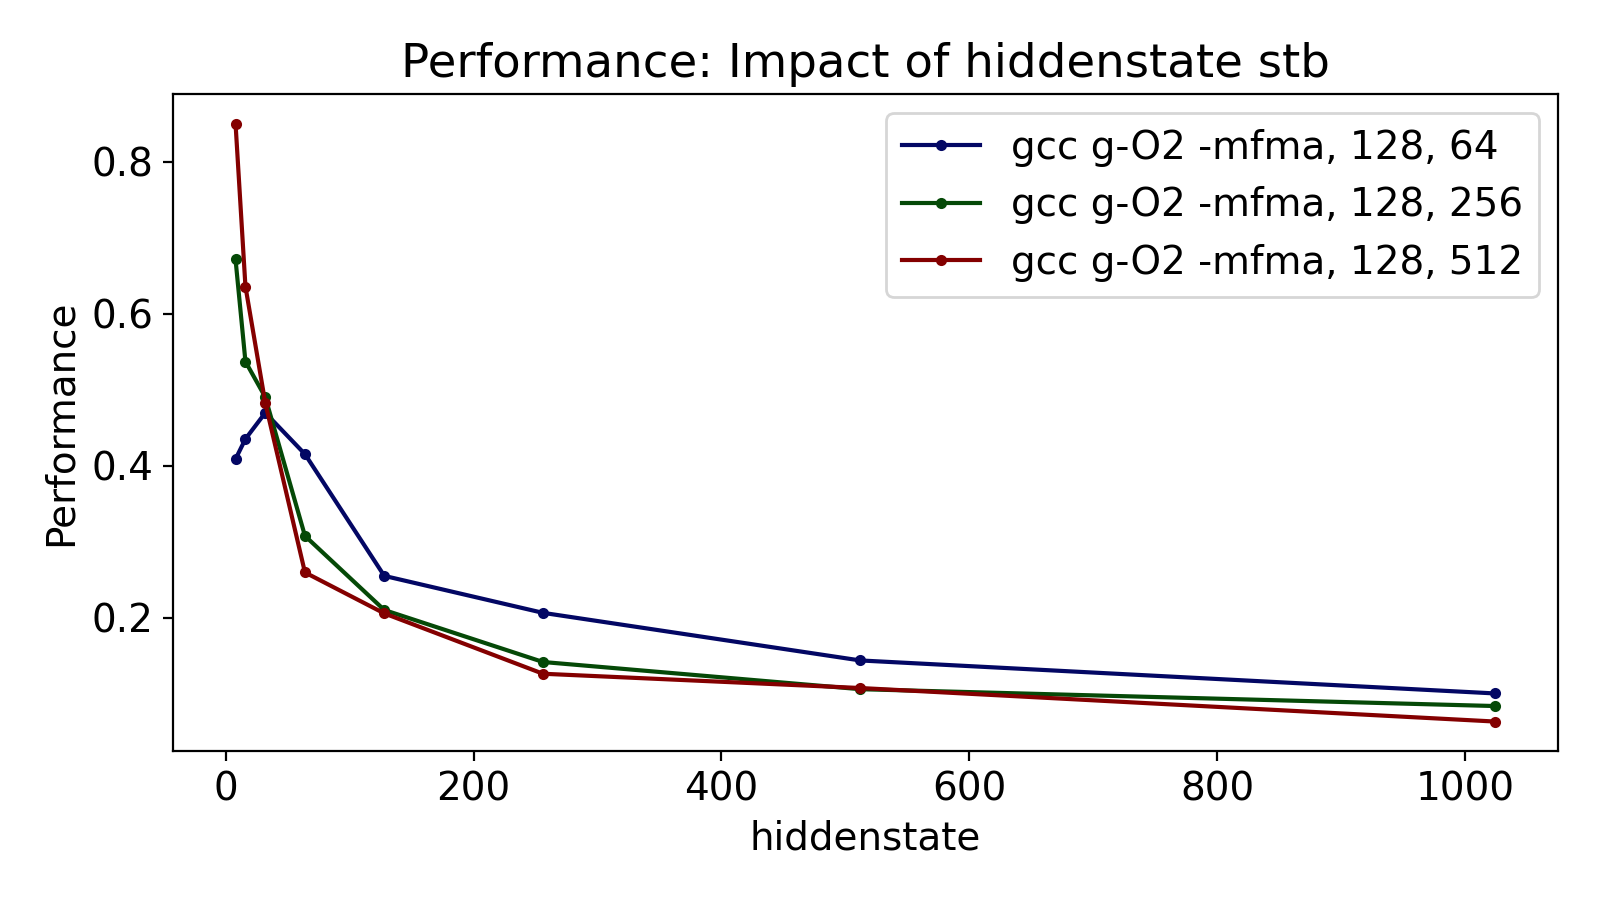 Performance: Impact of hiddenstate stb
gcc g-O2 -mfma, 128, 64
gcc g-O2 -mfma, 128, 256
gcc g-O2 -mfma, 128, 512
Performance
0.8
0.6
0.4
0.2
0 200 400 600 800 1000
hiddenstate